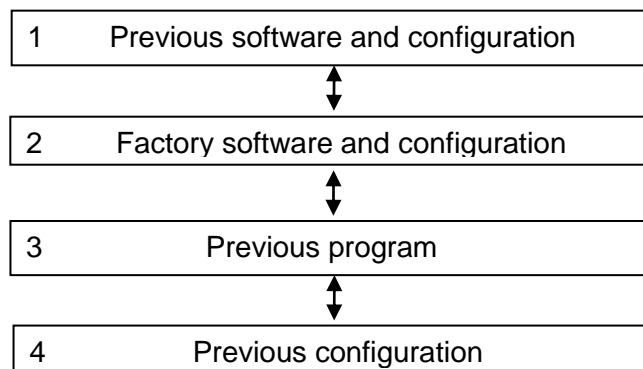 1 Previous software and configuration
2 Factory software and configuration
3 Previous program
4 Previous configuration